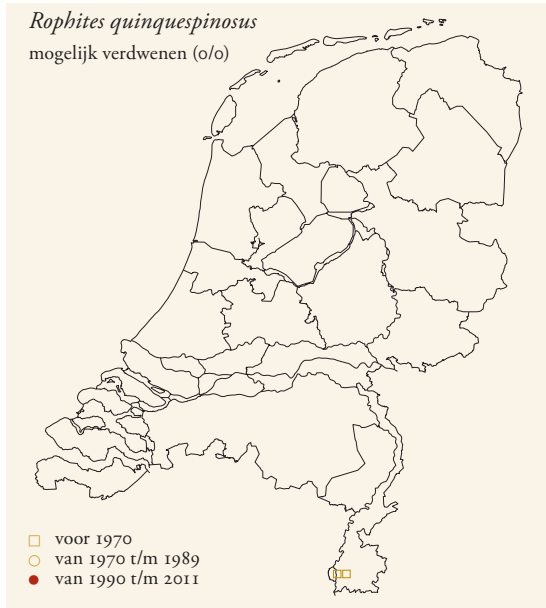 Rophites quinquespinosus
mogelijk verdwenen (0/0)
voor 1970
van 1970 t/m 1989
van 1990 t/m 2011